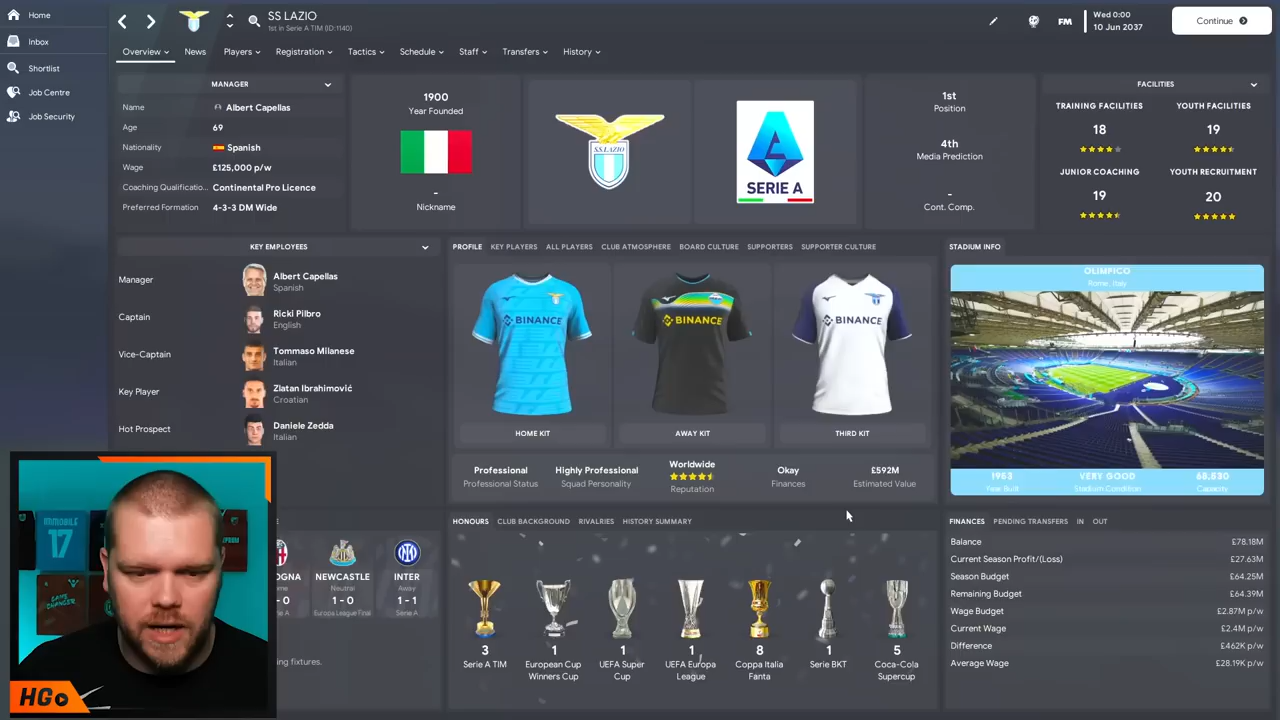 Home
Inbox
Shortlist
Job Centre
Job Security
SS LAZIO
1st in Serie A TIM (ID:1140)
FM
Wed 0:00
10 Jun 2037
Continue
Overview
News
Players
Registration
Tactics
Schedule
Staff
Transfers
History
MANAGER
Name Albert Capellas
Age 69
Nationality Spanish
Wage £125,000 p/w
Coaching Qualificatio... Continental Pro Licence
Preferred Formation 4-3-3 DM Wide
1900
Year Founded
-
Nickname
S.S.LAZIO
SERIE A
1st
Position
4th
Media Prediction
-
Cont. Comp.
FACILITIES
TRAINING FACILITIES
18
YOUTH FACILITIES
19
JUNIOR COACHING
19
YOUTH RECRUITMENT
20
KEY EMPLOYEES
Manager Albert Capellas
Spanish
Captain Ricki Pilbro
English
Vice-Captain Tommaso Milanese
Italian
Key Player Zlatan Ibrahimović
Croatian
Hot Prospect Daniele Zedda
Italian
PROFILE
KEY PLAYERS
ALL PLAYERS
CLUB ATMOSPHERE
BOARD CULTURE
SUPPORTERS
SUPPORTER CULTURE
BINANCE
BINANCE
BINANCE
HOME KIT
AWAY KIT
THIRD KIT
Professional
Professional Status
Highly Professional
Squad Personality
Worldwide
Reputation
Okay
Finances
£592M
Estimated Value
STADIUM INFO
OLIMPICO
Rome, Italy
1953
Year Built
VERY GOOD
Stadium Condition
68,530
Capacity
NEWCASTLE
Neutral
1 - 0
Europa League Final
INTER
Away
1 - 1
Serie A
HONOURS
CLUB BACKGROUND
RIVALRIES
HISTORY SUMMARY
3
Serie A TIM
1
European Cup
Winners Cup
1
UEFA Super
Cup
1
UEFA Europa
League
8
Coppa Italia
Fanta
1
Serie BKT
5
Coca-Cola
Supercup
FINANCES
PENDING TRANSFERS
IN
OUT
Balance £78.18M
Current Season Profit/(Loss) £27.63M
Season Budget £64.25M
Remaining Budget £64.39M
Wage Budget £2.87M p/w
Current Wage £2.4M p/w
Difference £462K p/w
Average Wage £28.19K p/w
IMMOBILE
17
GAME
CHANGER
HGo